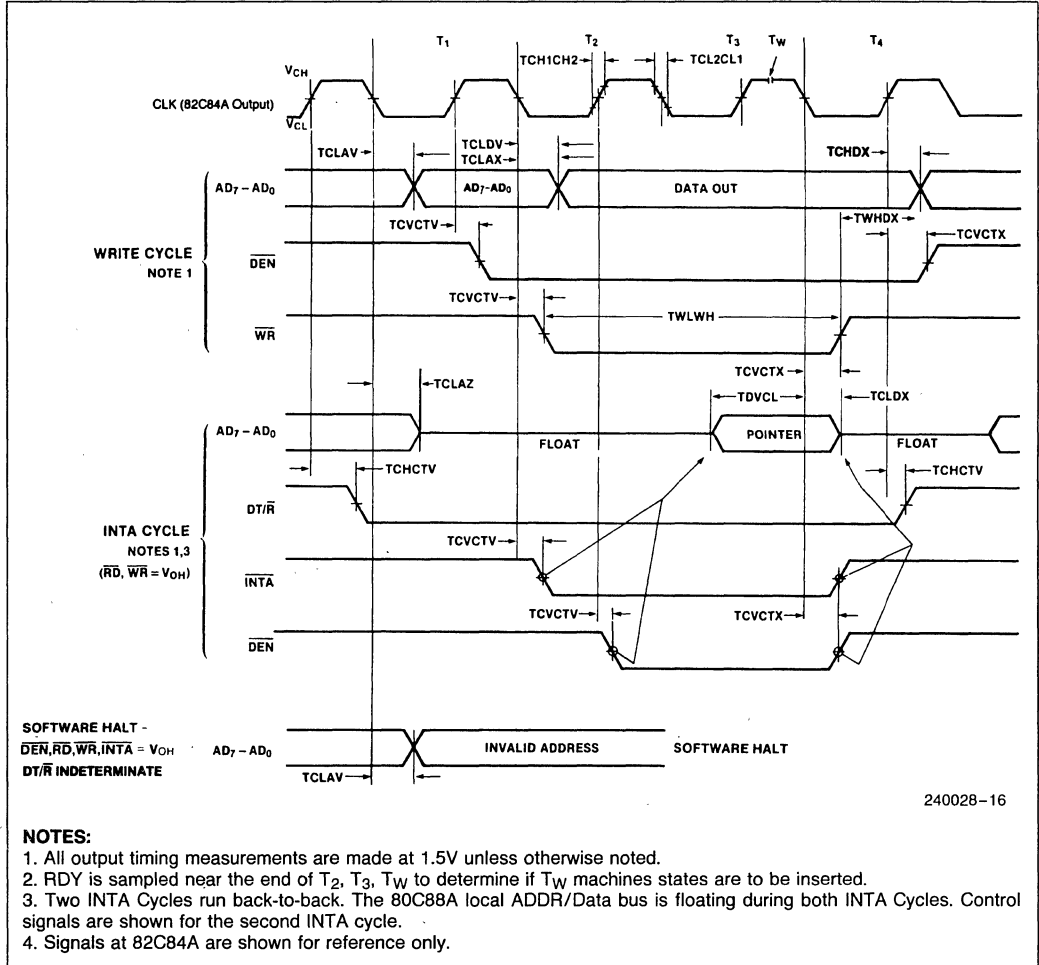 T1 T2 T3 TW T4
TCH1CH2 TCL2CL1
VCH
CLK (82C84A Output)
VCL
TCLAV TCLDV TCHDX
TCLAX
AD7 – AD0 AD7-AD0 DATA OUT
TWHDX
TCVCTV TCVCTX
WRITE CYCLE
NOTE 1
DEN
TCVCTV TWLWH
WR
TCVCTX
TCLAZ TDVCL TCLDX
AD7 – AD0 FLOAT POINTER FLOAT
TCHCTV TCHCTV
DT/R
INTA CYCLE
NOTES 1,3
(RD, WR = VOH)
TCVCTV
INTA
TCVCTV TCVCTX
DEN
SOFTWARE HALT -
DEN,RD,WR,INTA = VOH AD7 – AD0 INVALID ADDRESS SOFTWARE HALT
DT/R INDETERMINATE
TCLAV
240028–16
NOTES:
1. All output timing measurements are made at 1.5V unless otherwise noted.
2. RDY is sampled near the end of T2, T3, TW to determine if TW machines states are to be inserted.
3. Two INTA Cycles run back-to-back. The 80C88A local ADDR/Data bus is floating during both INTA Cycles. Control
signals are shown for the second INTA cycle.
4. Signals at 82C84A are shown for reference only.